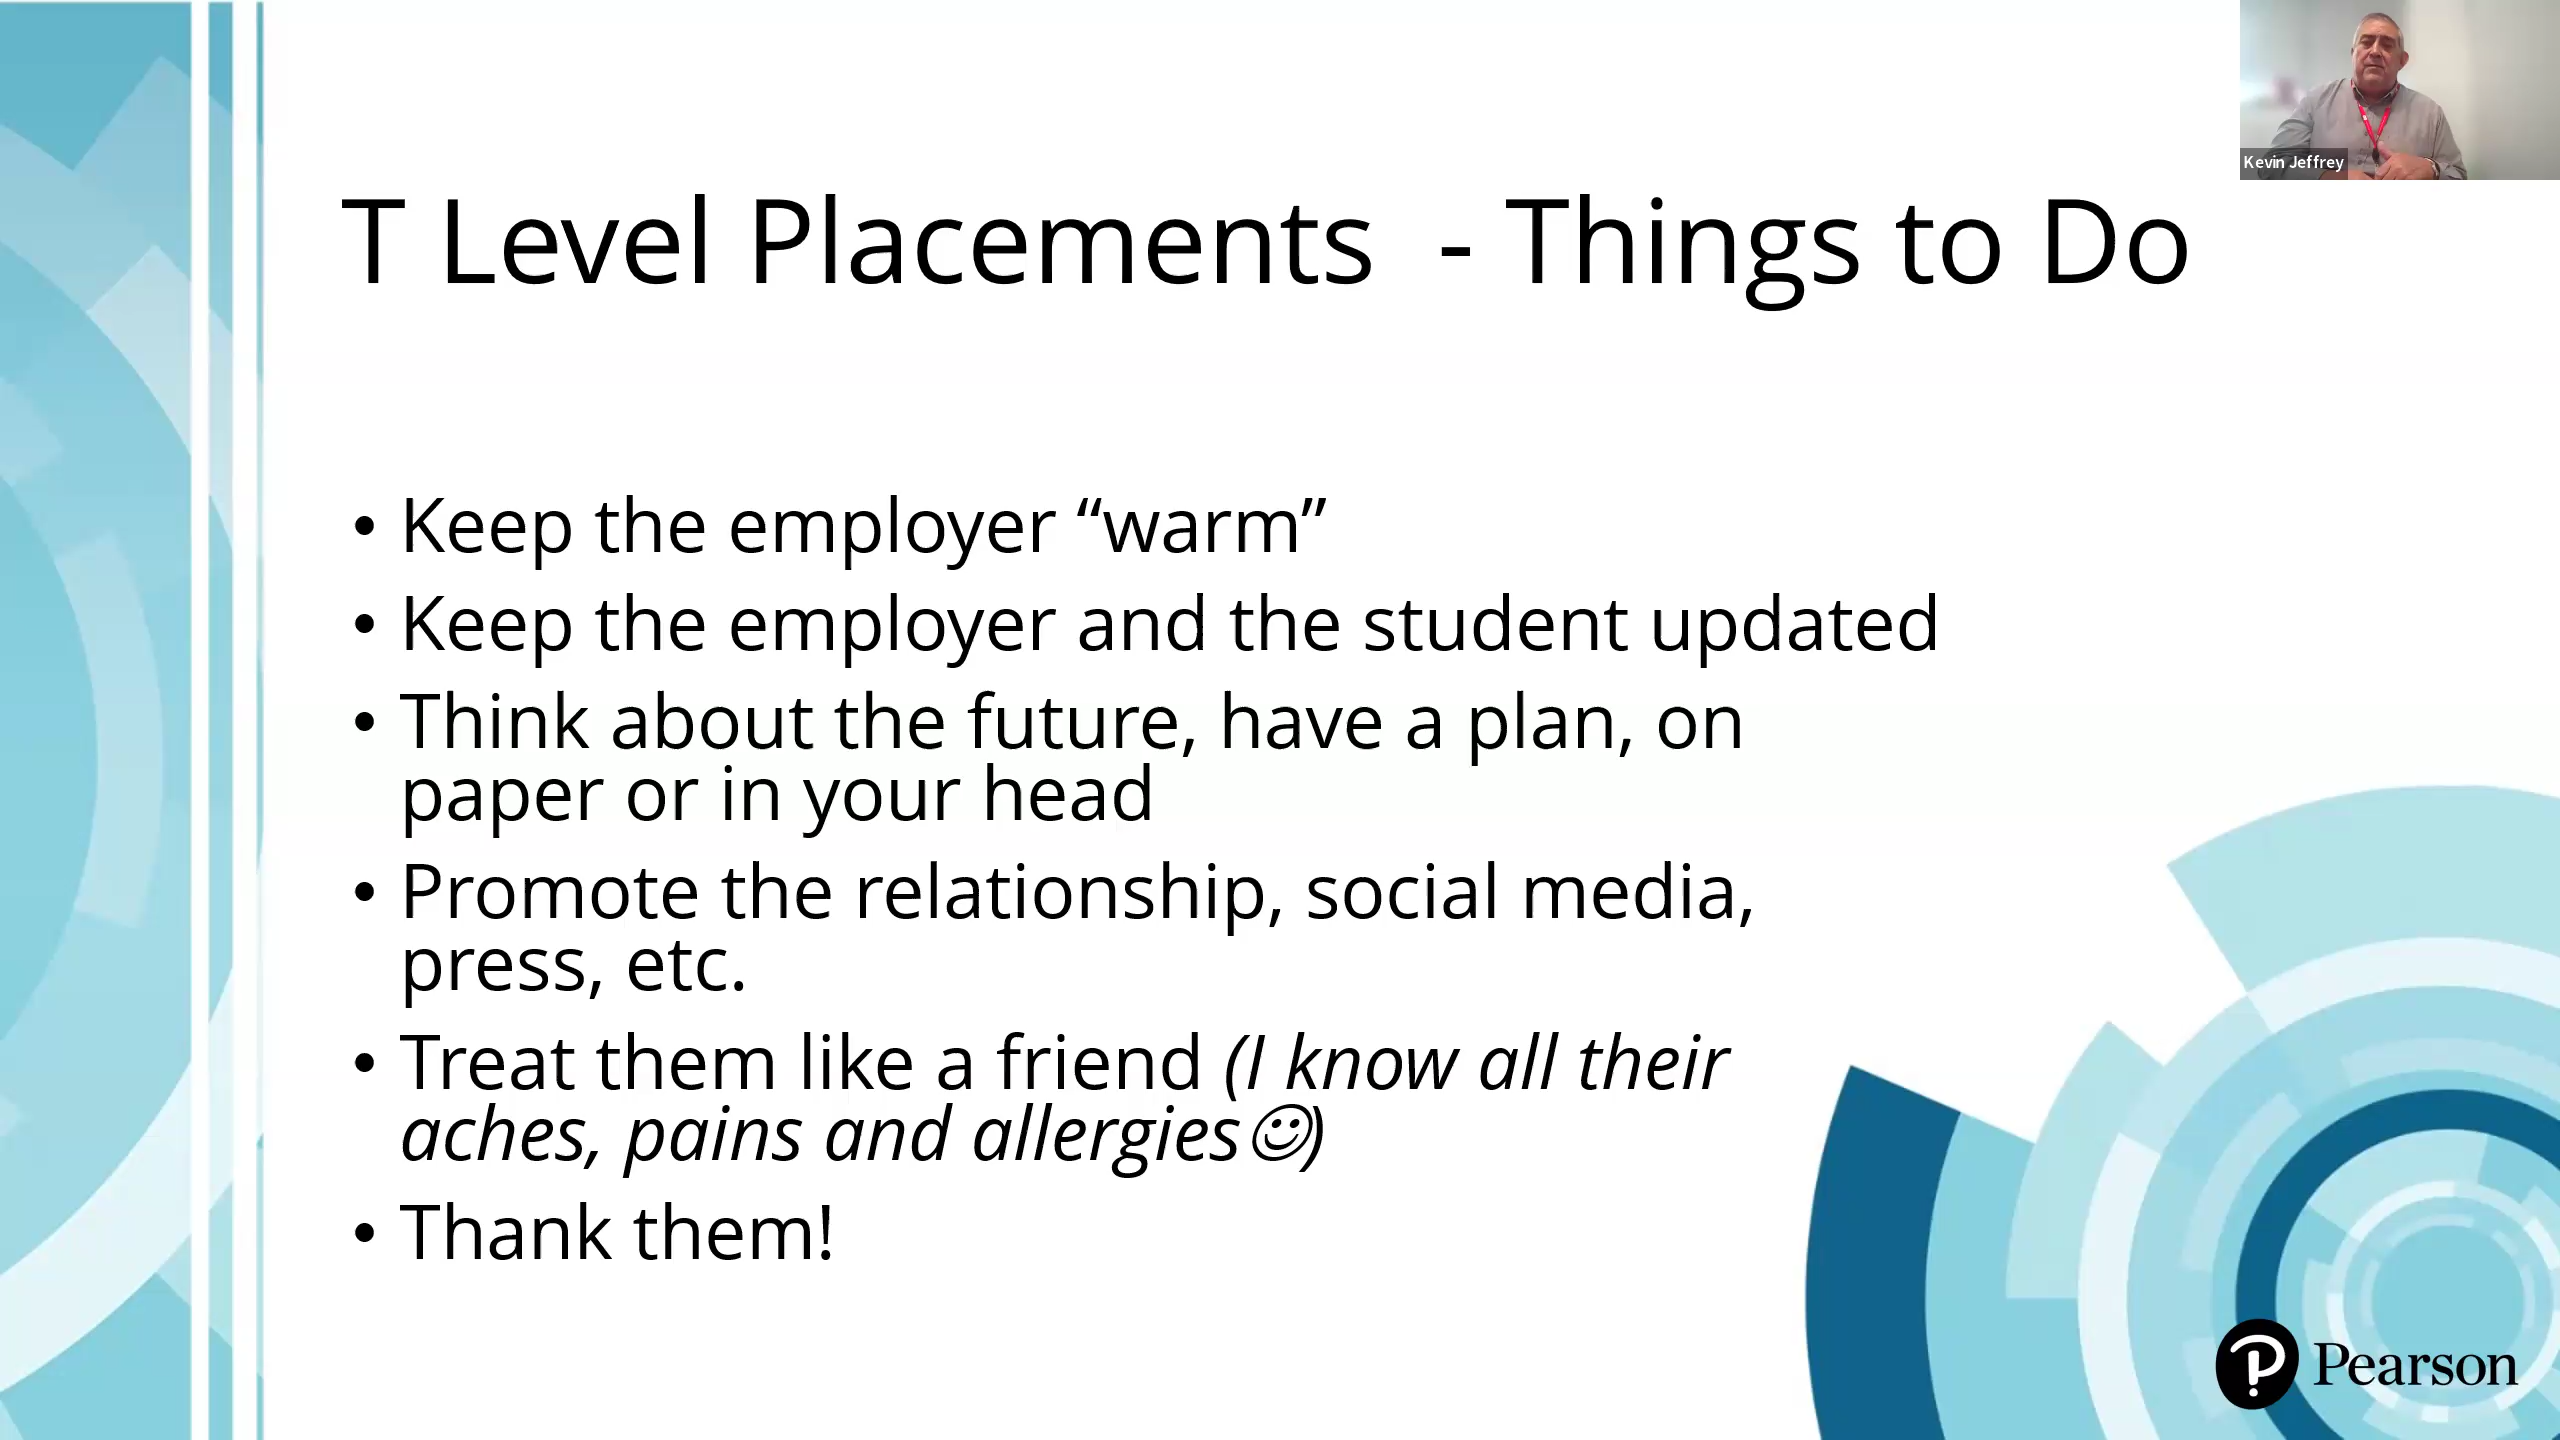 Kevin Jeffrey
T Level Placements - Things to Do
• Keep the employer “warm”
• Keep the employer and the student updated
• Think about the future, have a plan, on
paper or in your head
• Promote the relationship, social media,
press, etc.
• Treat them like a friend (I know all their
aches, pains and allergies☺)
• Thank them!
Pearson